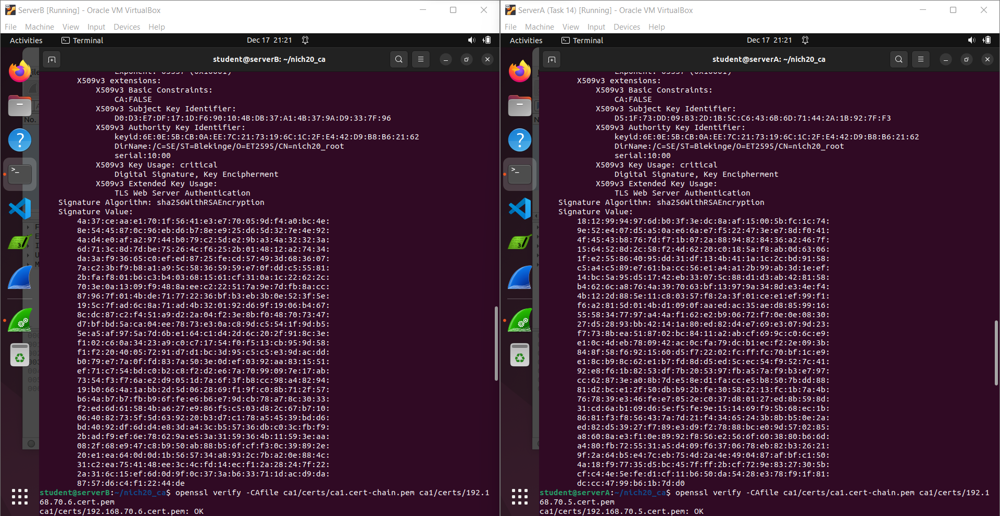 ServerB [Running] - Oracle VM VirtualBox
File Machine View Input Devices Help
Activities Terminal Dec 17 21:21
student@serverB: ~/nich20_ca
X509v3 extensions:
X509v3 Basic Constraints:
CA:FALSE
X509v3 Subject Key Identifier:
D0:D3:E7:DF:17:1D:F6:90:10:4B:DB:37:A1:4B:37:9A:D9:33:7F:96
X509v3 Authority Key Identifier:
keyid:6E:0E:5B:CB:0A:EE:7C:21:73:19:6C:1C:2F:E4:42:D9:B8:B6:21:62
DirName:/C=SE/ST=Blekinge/O=ET2595/CN=nich20_root
serial:10:00
X509v3 Key Usage: critical
Digital Signature, Key Encipherment
X509v3 Extended Key Usage:
TLS Web Server Authentication
Signature Algorithm: sha256WithRSAEncryption
Signature Value:
4a:37:ce:aa:e1:70:1f:56:41:e3:e7:70:05:9d:f4:a0:bc:4e:
8e:54:45:87:0c:96:eb:d6:b7:8e:e9:25:d6:5d:32:7e:4e:92:
4a:d4:e0:af:a2:97:44:b0:79:c2:5d:e2:9b:a3:4a:32:32:3a:
6d:71:3c:8d:7d:be:75:26:4c:f6:25:2b:01:48:12:a2:74:34:
da:3a:f9:36:65:c0:ef:ed:87:25:fe:cd:57:49:3d:68:36:07:
7a:c2:3b:f9:b8:a1:a9:5c:58:36:59:59:e7:0f:dd:c5:55:81:
2b:fa:f8:01:b6:c3:b4:03:68:15:61:cf:31:0a:1c:22:62:2c:
70:3e:0a:13:09:f9:48:8a:ee:c2:22:51:7a:9e:7d:fb:8a:cc:
87:96:7f:01:4b:de:71:77:22:36:bf:b3:eb:3b:0e:52:3f:5e:
19:5c:7f:ad:6c:8a:71:ad:4b:32:01:92:d6:9f:19:06:b4:67:
8c:dc:87:c2:f4:51:a9:d2:2a:04:f2:3e:8b:f0:48:70:73:47:
d7:bf:bd:5a:ca:04:ee:78:73:e3:0a:c8:9d:c5:54:1f:9d:b5:
5e:a5:af:97:5a:7d:6b:e1:64:c1:d4:2d:6c:20:2f:91:8c:3e:
f1:02:c6:0a:34:23:a9:c0:c7:17:54:f0:f5:13:cb:95:9d:58:
f1:f2:20:40:05:72:91:d7:d1:bc:3d:95:c5:c5:e3:9d:ac:dd:
b0:79:e7:7a:0f:fd:83:7a:50:3e:0d:ef:03:92:aa:83:15:51:
ef:71:c7:54:bd:c0:b2:c8:f2:d2:e6:7a:70:99:09:7e:17:ab:
73:54:f3:f7:6a:e2:d9:05:1d:7a:6f:3f:b8:cc:98:a4:82:94:
19:b0:66:4a:1a:bb:2d:5d:06:28:69:f1:9f:c0:8b:71:2f:57:
b6:4a:b7:b7:fb:b9:6f:fe:e6:b6:e7:9d:cb:78:a7:8c:30:33:
f2:ed:6d:61:58:4b:a6:27:e9:86:f5:c5:03:d8:2c:67:b7:10:
06:40:82:73:5f:5d:63:92:20:b3:d7:c1:78:a5:45:39:bd:d6:
bd:40:92:df:6d:d4:e8:3d:a4:3c:b5:57:36:db:c0:3c:fb:f9:
2b:ad:f9:ef:6e:78:62:9a:e5:3a:31:59:36:4b:11:59:3e:aa:
08:2f:68:e9:47:c8:b9:50:ab:88:b5:6f:cf:f3:0c:39:89:2e:
20:e1:ea:64:0d:0d:1b:56:57:34:a8:93:2c:7b:a2:0e:88:4c:
31:c2:ea:75:41:48:ee:3c:4c:fd:14:ec:f1:2a:28:24:7f:22:
2a:31:6c:15:ef:6d:0d:9f:0c:37:3a:b6:33:71:1d:ac:d9:da:
87:57:d6:c4:f1:22:44:de
student@serverB:~/nich20_ca$ openssl verify -CAfile ca1/certs/ca1.cert-chain.pem ca1/certs/192.1
68.70.6.cert.pem
ca1/certs/192.168.70.6.cert.pem: OK
ServerA (Task 14) [Running] - Oracle VM VirtualBox
File Machine View Input Devices Help
Activities Terminal Dec 17 21:21
student@serverA: ~/nich20_ca
X509v3 extensions:
X509v3 Basic Constraints:
CA:FALSE
X509v3 Subject Key Identifier:
D5:1F:73:DD:09:B3:2D:1B:5C:C6:43:6B:6D:71:44:2A:1B:92:7F:F3
X509v3 Authority Key Identifier:
keyid:6E:0E:5B:CB:0A:EE:7C:21:73:19:6C:1C:2F:E4:42:D9:B8:B6:21:62
DirName:/C=SE/ST=Blekinge/O=ET2595/CN=nich20_root
serial:10:00
X509v3 Key Usage: critical
Digital Signature, Key Encipherment
X509v3 Extended Key Usage:
TLS Web Server Authentication
Signature Algorithm: sha256WithRSAEncryption
Signature Value:
18:12:99:94:97:6d:b0:3f:3e:dc:8a:af:15:00:5b:fc:1c:74:
9e:52:e4:07:d5:a5:0a:e6:6a:e7:f5:22:47:3e:e7:8d:f0:41:
4f:45:43:b8:76:7d:f7:1b:07:2a:88:94:82:84:36:a2:46:7f:
15:64:52:8d:2c:58:f2:4d:62:20:c0:18:5a:f8:ab:0d:63:06:
1f:e2:55:86:40:95:dd:31:df:13:4b:41:1a:1c:2c:bd:91:58:
c5:a4:c5:89:e7:61:ba:cc:56:e1:a4:a1:2b:99:ab:3d:1e:ef:
14:bc:5a:95:d5:17:42:eb:33:07:5c:88:d1:d3:ab:42:81:58:
b4:62:6c:a8:76:4a:39:70:63:bf:13:97:9a:34:8d:e3:4e:f4:
4b:12:2d:88:5e:11:c8:03:57:f8:2a:3f:01:ce:e1:ef:99:f1:
f6:a2:81:5d:01:4b:d1:09:0f:aa:ed:ac:35:ae:d8:85:99:16:
55:58:34:77:97:a4:4a:f1:62:e2:b9:06:72:f7:0e:0e:08:30:
27:d5:28:93:bb:42:14:1a:80:ed:82:d4:e7:69:e3:07:9d:23:
f7:73:8b:ea:51:87:02:bc:84:11:a2:ab:cf:69:9c:c0:6c:e9:
e1:0c:4d:eb:78:09:42:ac:0c:fa:79:dc:b1:ec:f2:2e:09:3b:
84:8f:58:f6:92:15:60:d5:f7:22:02:fc:ff:fc:70:bf:1c:e9:
e1:8c:b9:8c:62:e1:b7:fd:8d:d5:ed:5c:ec:54:f9:52:7c:41:
92:e8:f6:1b:82:53:df:7b:20:53:97:fb:a5:7a:f9:b3:e7:97:
cc:62:87:3e:a0:8b:7d:e5:8e:d1:fa:cc:e5:b8:50:7b:dd:88:
81:d2:bc:e1:2f:50:db:b9:2b:fe:30:58:22:13:fc:1b:7a:4b:
76:78:39:e3:46:fe:e7:05:2e:c0:37:d8:01:27:ed:8b:59:8d:
31:cd:6a:b1:69:d6:5e:f5:fe:9e:15:14:69:f9:5b:68:ec:1b:
86:81:f3:f8:56:43:7a:7d:21:f4:34:65:24:3b:8b:b5:0e:2a:
ed:82:d5:39:27:f7:89:e3:d9:f2:78:88:bc:e0:9d:57:02:85:
a8:60:8a:e3:f1:0e:89:92:f8:56:e2:56:6f:60:38:80:b6:6d:
a4:80:fb:72:55:31:a5:d4:09:f6:37:06:78:eb:82:b3:26:21:
9f:2a:64:b5:e4:7c:eb:75:4d:2a:4e:49:04:87:af:bf:c1:50:
4a:18:f9:77:35:d5:bc:45:7f:ff:2b:cf:72:9e:83:27:30:5b:
cf:c4:4e:5e:fe:d1:cf:11:b6:50:da:54:28:e3:78:f9:1f:81:
dc:cc:47:99:b6:1b:7d:d0
student@serverA:~/nich20_ca$ openssl verify -CAfile ca1/certs/ca1.cert-chain.pem ca1/certs/192.1
68.70.5.cert.pem
ca1/certs/192.168.70.5.cert.pem: OK